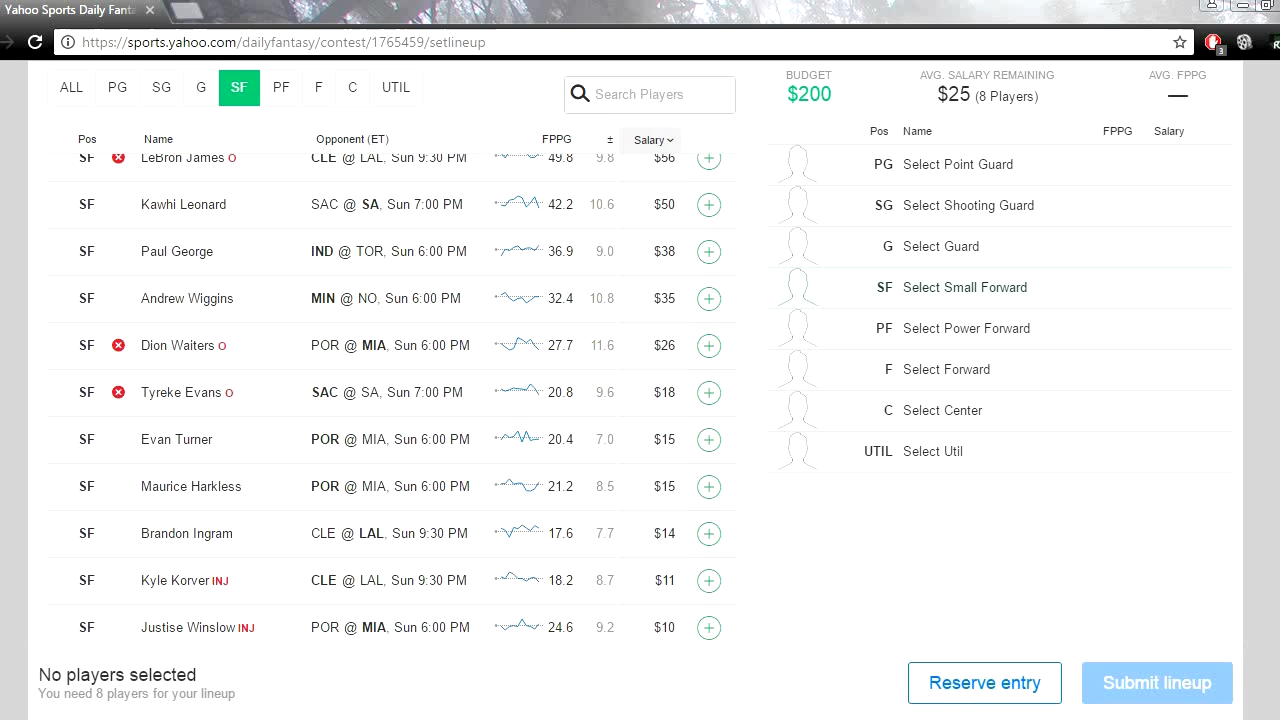 Yahoo Sports Daily Fanta
https://sports.yahoo.com/dailyfantasy/contest/1765459/setlineup
3
ALL PG SG G SF PF F C UTIL
Search Players
BUDGET AVG. SALARY REMAINING AVG. FPPG
$200 $25 (8 Players) —
Pos Name Opponent (ET) FPPG ± Salary
Pos Name FPPG Salary
SF LeBron James O CLE @ LAL, Sun 9:30 PM 49.8 9.8 $56
SF Kawhi Leonard SAC @ SA, Sun 7:00 PM 42.2 10.6 $50
SF Paul George IND @ TOR, Sun 6:00 PM 36.9 9.0 $38
SF Andrew Wiggins MIN @ NO, Sun 6:00 PM 32.4 10.8 $35
SF Dion Waiters O POR @ MIA, Sun 6:00 PM 27.7 11.6 $26
SF Tyreke Evans O SAC @ SA, Sun 7:00 PM 20.8 9.6 $18
SF Evan Turner POR @ MIA, Sun 6:00 PM 20.4 7.0 $15
SF Maurice Harkless POR @ MIA, Sun 6:00 PM 21.2 8.5 $15
SF Brandon Ingram CLE @ LAL, Sun 9:30 PM 17.6 7.7 $14
SF Kyle Korver INJ CLE @ LAL, Sun 9:30 PM 18.2 8.7 $11
SF Justise Winslow INJ POR @ MIA, Sun 6:00 PM 24.6 9.2 $10
PG Select Point Guard
SG Select Shooting Guard
G Select Guard
SF Select Small Forward
PF Select Power Forward
F Select Forward
C Select Center
UTIL Select Util
No players selected
You need 8 players for your lineup
Reserve entry
Submit lineup